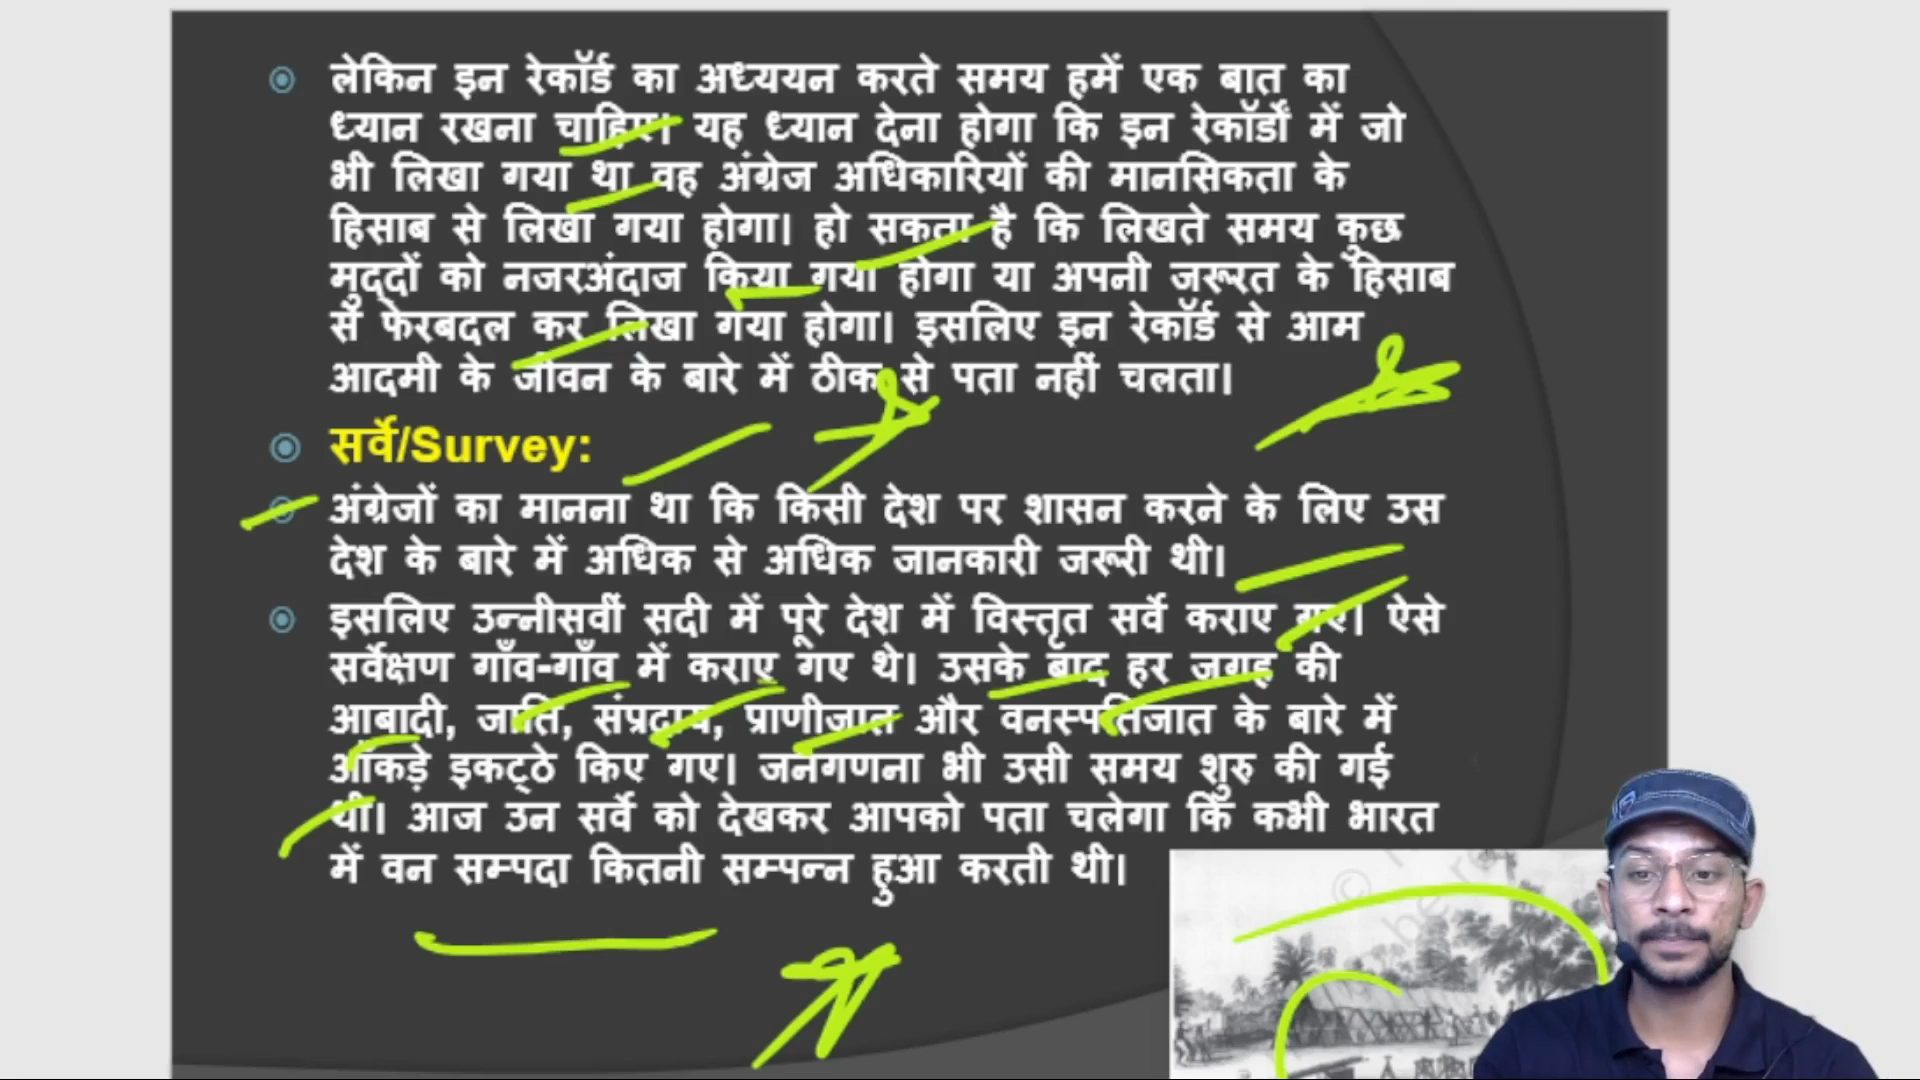 लेकिन इन रेकॉर्ड का अध्ययन करते समय हमें एक बात का
ध्यान रखना चाहिए। यह ध्यान देना होगा कि इन रेकॉर्डों में जो
भी लिखा गया था वह अंग्रेज अधिकारियों की मानसिकता के
हिसाब से लिखा गया होगा। हो सकता है कि लिखते समय कुछ
मुद्दों को नजरअंदाज किया गया होगा या अपनी जरूरत के हिसाब
से फेरबदल कर लिखा गया होगा। इसलिए इन रेकॉर्ड से आम
आदमी के जीवन के बारे में ठीक से पता नहीं चलता।
सर्वे/Survey:
अंग्रेजों का मानना था कि किसी देश पर शासन करने के लिए उस
देश के बारे में अधिक से अधिक जानकारी जरूरी थी।
इसलिए उन्नीसवीं सदी में पूरे देश में विस्तृत सर्वे कराए गए। ऐसे
सर्वेक्षण गाँव-गाँव में कराए गए थे। उसके बाद हर जगह की
आबादी, जाति, संप्रदाय, प्राणीजात और वनस्पतिजात के बारे में
आँकड़े इकट्ठे किए गए। जनगणना भी उसी समय शुरु की गई
थी। आज उन सर्वे को देखकर आपको पता चलेगा कि कभी भारत
में वन सम्पदा कितनी सम्पन्न हुआ करती थी।